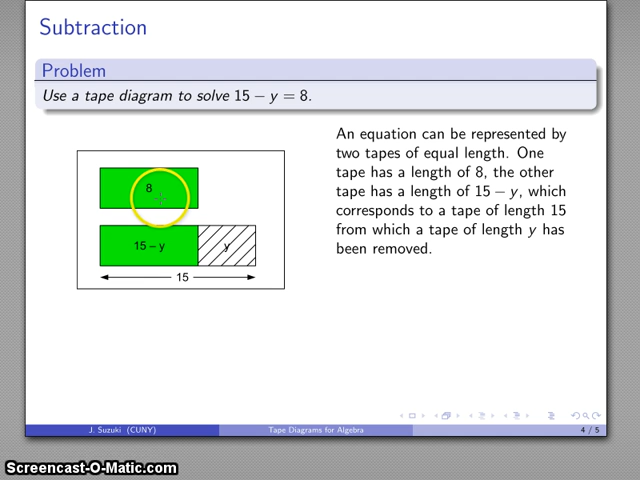 Subtraction
Problem
Use a tape diagram to solve 15 − y = 8.
An equation can be represented by
two tapes of equal length. One
tape has a length of 8, the other
tape has a length of 15 − y, which
corresponds to a tape of length 15
from which a tape of length y has
been removed.
8
15 – y
y
15
J. Suzuki (CUNY)
Tape Diagrams for Algebra
4 / 5
Screencast-O-Matic.com